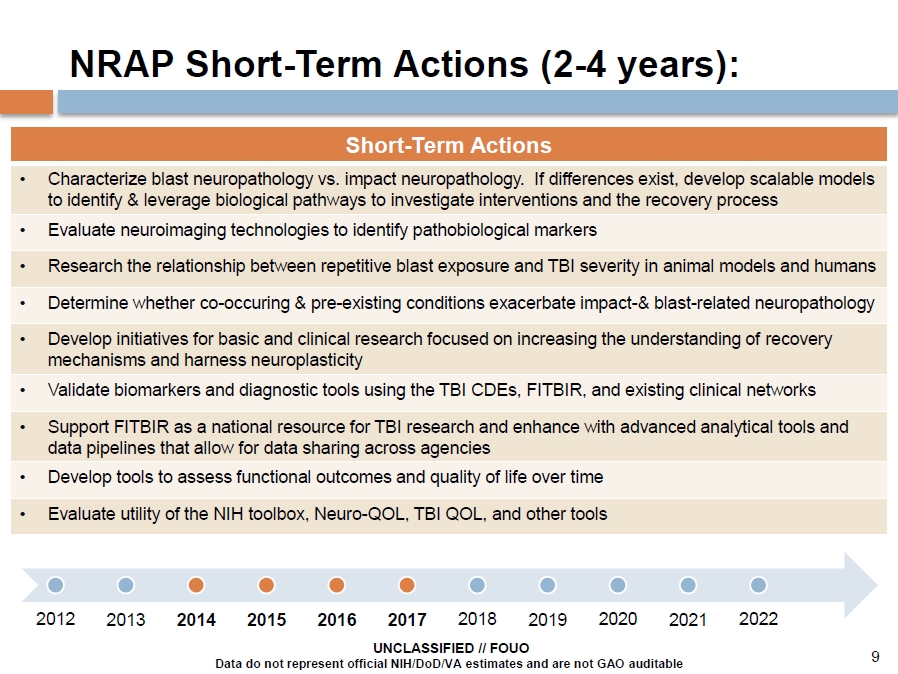 NRAP Short-Term Actions (2-4 years):
Short-Term Actions
• Characterize blast neuropathology vs. impact neuropathology.  If differences exist, develop scalable models
to identify & leverage biological pathways to investigate interventions and the recovery process
• Evaluate neuroimaging technologies to identify pathobiological markers
• Research the relationship between repetitive blast exposure and TBI severity in animal models and humans
• Determine whether co-occuring & pre-existing conditions exacerbate impact-& blast-related neuropathology
• Develop initiatives for basic and clinical research focused on increasing the understanding of recovery
mechanisms and harness neuroplasticity
• Validate biomarkers and diagnostic tools using the TBI CDEs, FITBIR, and existing clinical networks
• Support FITBIR as a national resource for TBI research and enhance with advanced analytical tools and
data pipelines that allow for data sharing across agencies
• Develop tools to assess functional outcomes and quality of life over time
• Evaluate utility of the NIH toolbox, Neuro-QOL, TBI QOL, and other tools
2012 2013 2014 2015 2016 2017 2018 2019 2020 2021 2022
UNCLASSIFIED // FOUO
Data do not represent official NIH/DoD/VA estimates and are not GAO auditable
9